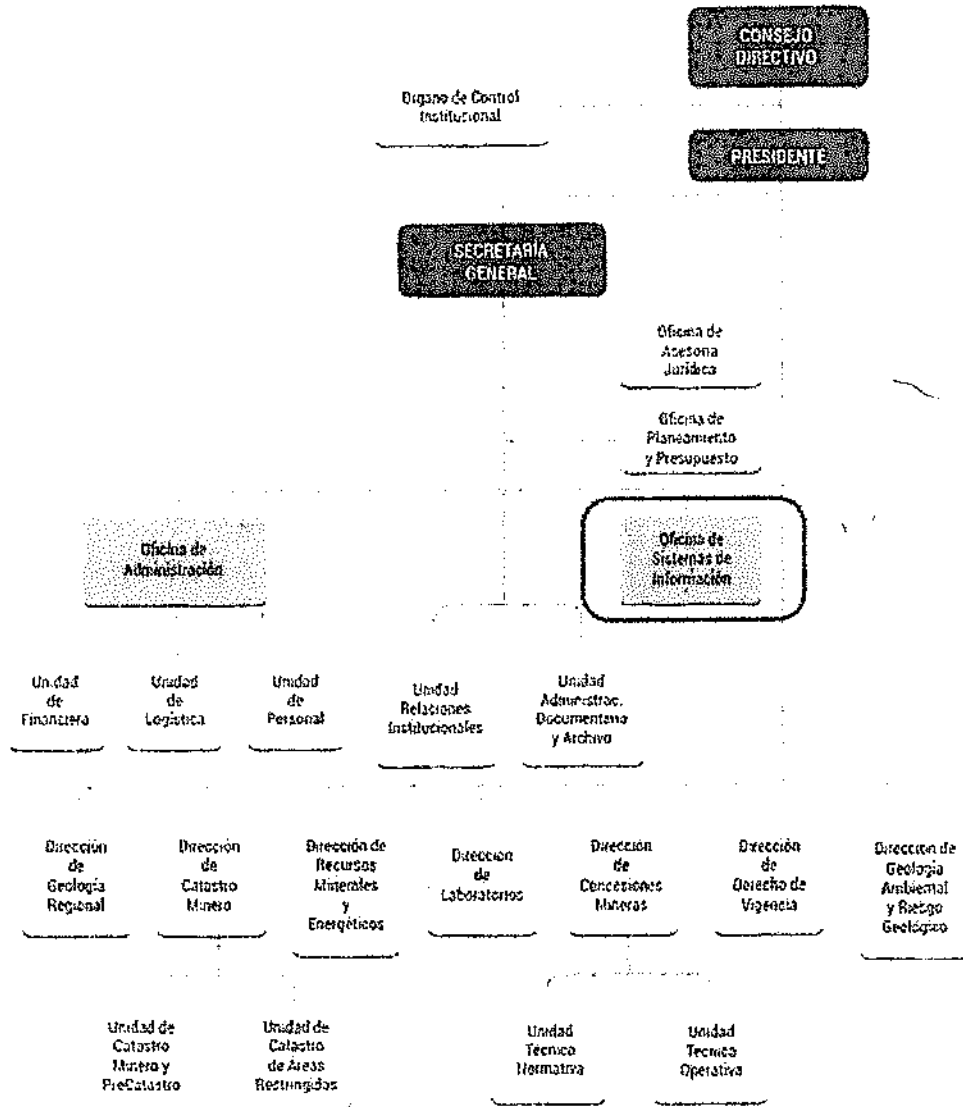 CONSEJO
DIRECTIVO
Órgano de Control
Institucional
PRESIDENTE
SECRETARÍA
GENERAL
Oficina de
Asesoría
Jurídica
Oficina de
Planeamiento
y Presupuesto
Oficina de
Administración
Oficina de
Sistemas de
Información
Unidad
de
Financiera
Unidad
de
Logística
Unidad
de
Personal
Unidad
Relaciones
Institucionales
Unidad
Administrac.
Documentaria
y Archivo
Dirección
de
Geología
Regional
Dirección
de
Catastro
Minero
Dirección de
Recursos
Minerales
y
Energéticos
Dirección
de
Laboratorios
Dirección
de
Concesiones
Mineras
Dirección
de
Derecho de
Vigencia
Dirección de
Geología
Ambiental
y Riesgo
Geológico
Unidad de
Catastro
Minero y
PreCatastro
Unidad de
Catastro
de Áreas
Restringidas
Unidad
Técnico
Normativa
Unidad
Técnico
Operativa